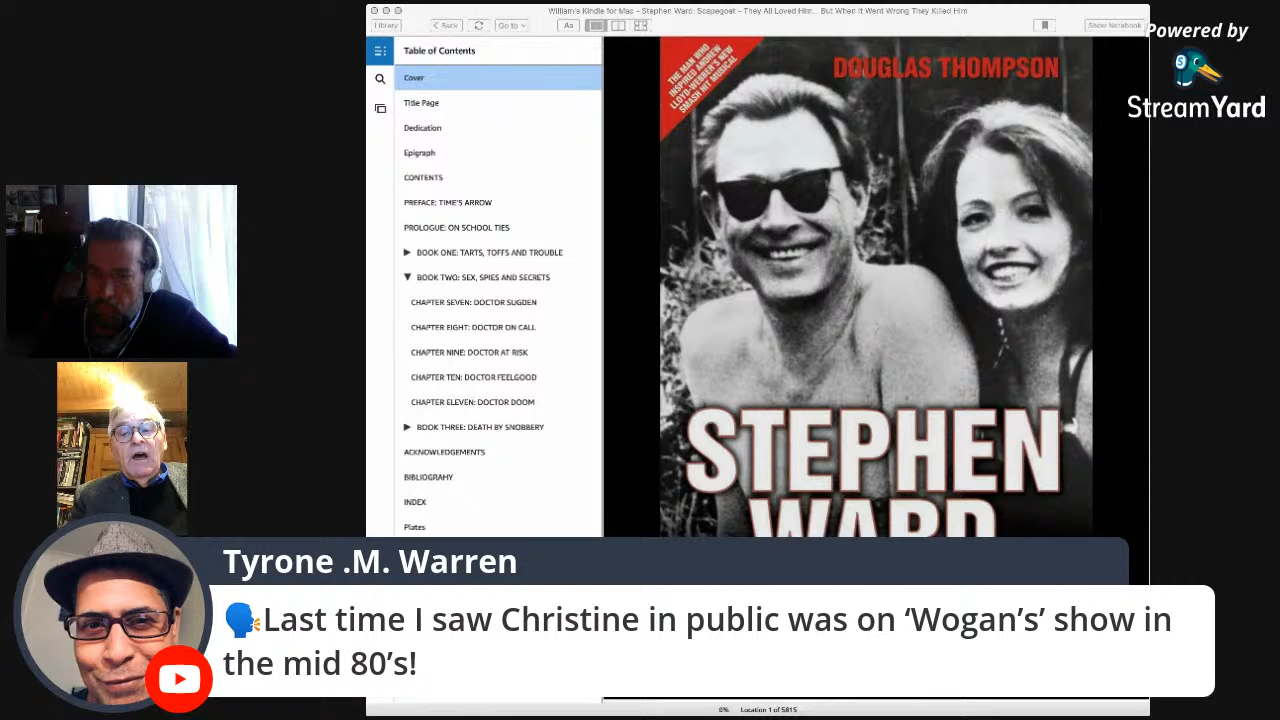 William's Kindle for Mac - Stephen Ward: Scapegoat - They All Loved Him... But When It Went Wrong They Killed Him
Library
< Back
Go to
Aa
Show Notebook
Powered by
StreamYard
Table of Contents
Cover
Title Page
Dedication
Epigraph
CONTENTS
PREFACE: TIME'S ARROW
PROLOGUE: ON SCHOOL TIES
BOOK ONE: TARTS, TOFFS AND TROUBLE
BOOK TWO: SEX, SPIES AND SECRETS
CHAPTER SEVEN: DOCTOR SUGDEN
CHAPTER EIGHT: DOCTOR ON CALL
CHAPTER NINE: DOCTOR AT RISK
CHAPTER TEN: DOCTOR FEELGOOD
CHAPTER ELEVEN: DOCTOR DOOM
BOOK THREE: DEATH BY SNOBBERY
ACKNOWLEDGEMENTS
BIBLIOGRAHY
INDEX
Plates
THE MAN WHO
INSPIRED ANDREW
LLOYD-WEBBER'S NEW
SMASH HIT MUSICAL
DOUGLAS THOMPSON
STEPHEN
WARD
Tyrone .M. Warren
🗣️Last time I saw Christine in public was on ‘Wogan’s’ show in
the mid 80’s!
0%
Location 1 of 5815